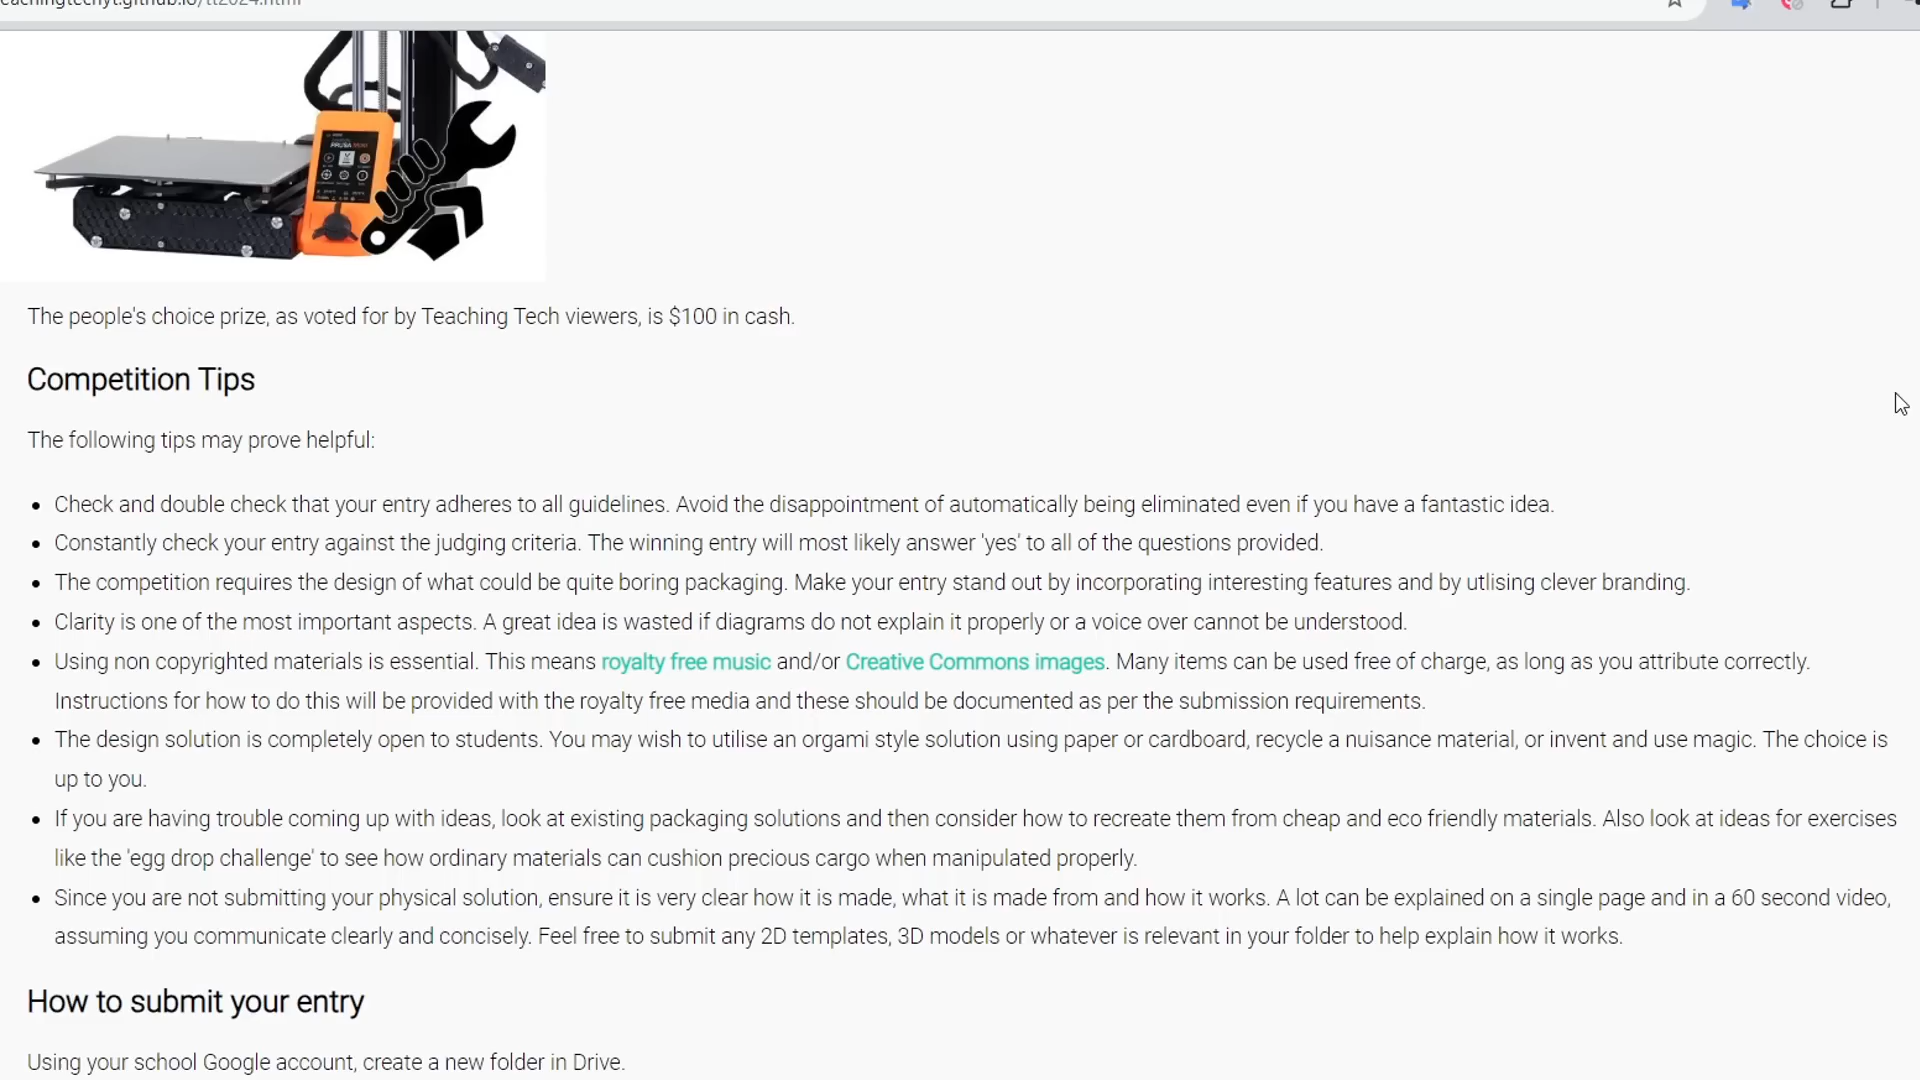 The people's choice prize, as voted for by Teaching Tech viewers, is $100 in cash.
Competition Tips
The following tips may prove helpful:
Check and double check that your entry adheres to all guidelines. Avoid the disappointment of automatically being eliminated even if you have a fantastic idea.
Constantly check your entry against the judging criteria. The winning entry will most likely answer 'yes' to all of the questions provided.
The competition requires the design of what could be quite boring packaging. Make your entry stand out by incorporating interesting features and by utlising clever branding.
Clarity is one of the most important aspects. A great idea is wasted if diagrams do not explain it properly or a voice over cannot be understood.
Using non copyrighted materials is essential. This means royalty free music and/or Creative Commons images. Many items can be used free of charge, as long as you attribute correctly.
Instructions for how to do this will be provided with the royalty free media and these should be documented as per the submission requirements.
The design solution is completely open to students. You may wish to utilise an orgami style solution using paper or cardboard, recycle a nuisance material, or invent and use magic. The choice is
up to you.
If you are having trouble coming up with ideas, look at existing packaging solutions and then consider how to recreate them from cheap and eco friendly materials. Also look at ideas for exercises
like the 'egg drop challenge' to see how ordinary materials can cushion precious cargo when manipulated properly.
Since you are not submitting your physical solution, ensure it is very clear how it is made, what it is made from and how it works. A lot can be explained on a single page and in a 60 second video,
assuming you communicate clearly and concisely. Feel free to submit any 2D templates, 3D models or whatever is relevant in your folder to help explain how it works.
How to submit your entry
Using your school Google account, create a new folder in Drive.